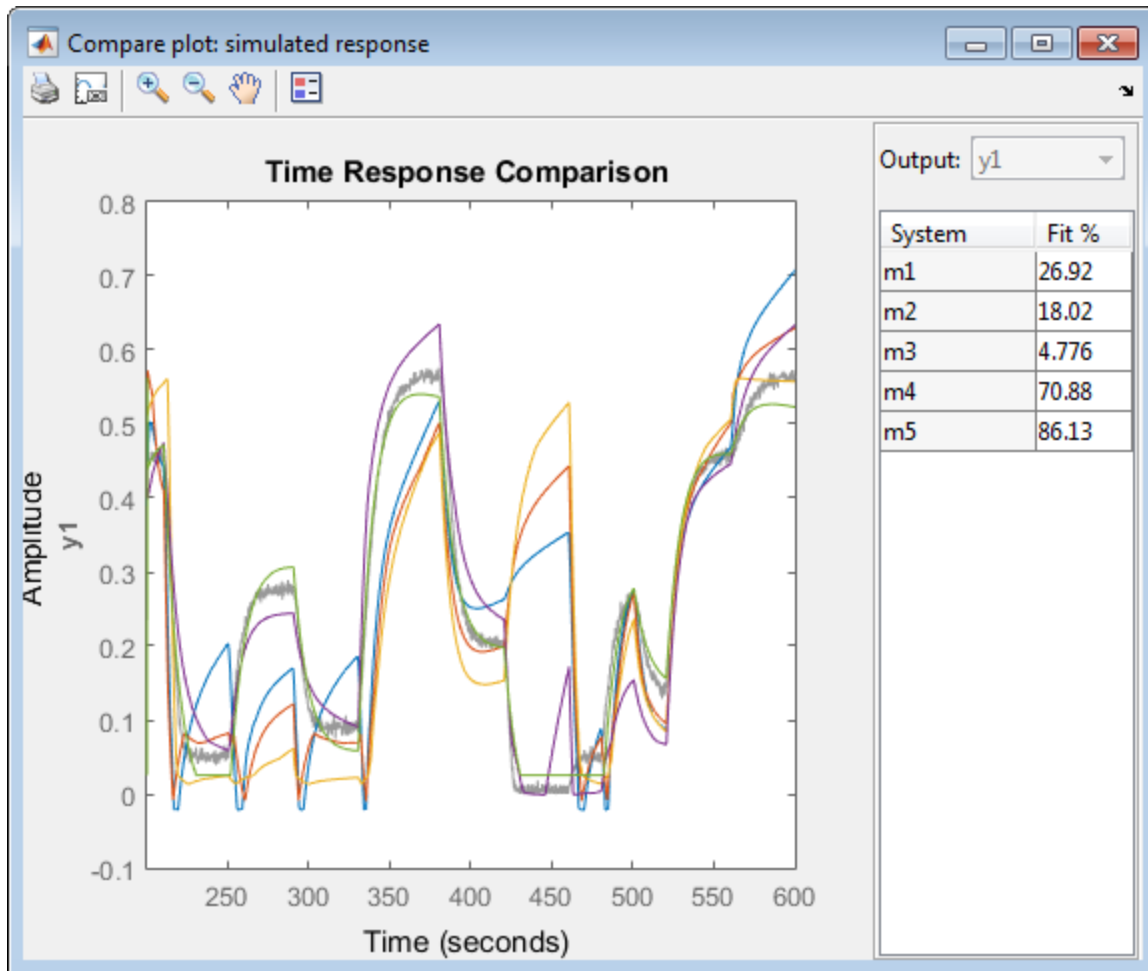 Compare plot: simulated response
Time Response Comparison
Output: y1
System Fit %
m1 26.92
m2 18.02
m3 4.776
m4 70.88
m5 86.13
Amplitude
y1
0.8
0.7
0.6
0.5
0.4
0.3
0.2
0.1
0
-0.1
250 300 350 400 450 500 550 600
Time (seconds)